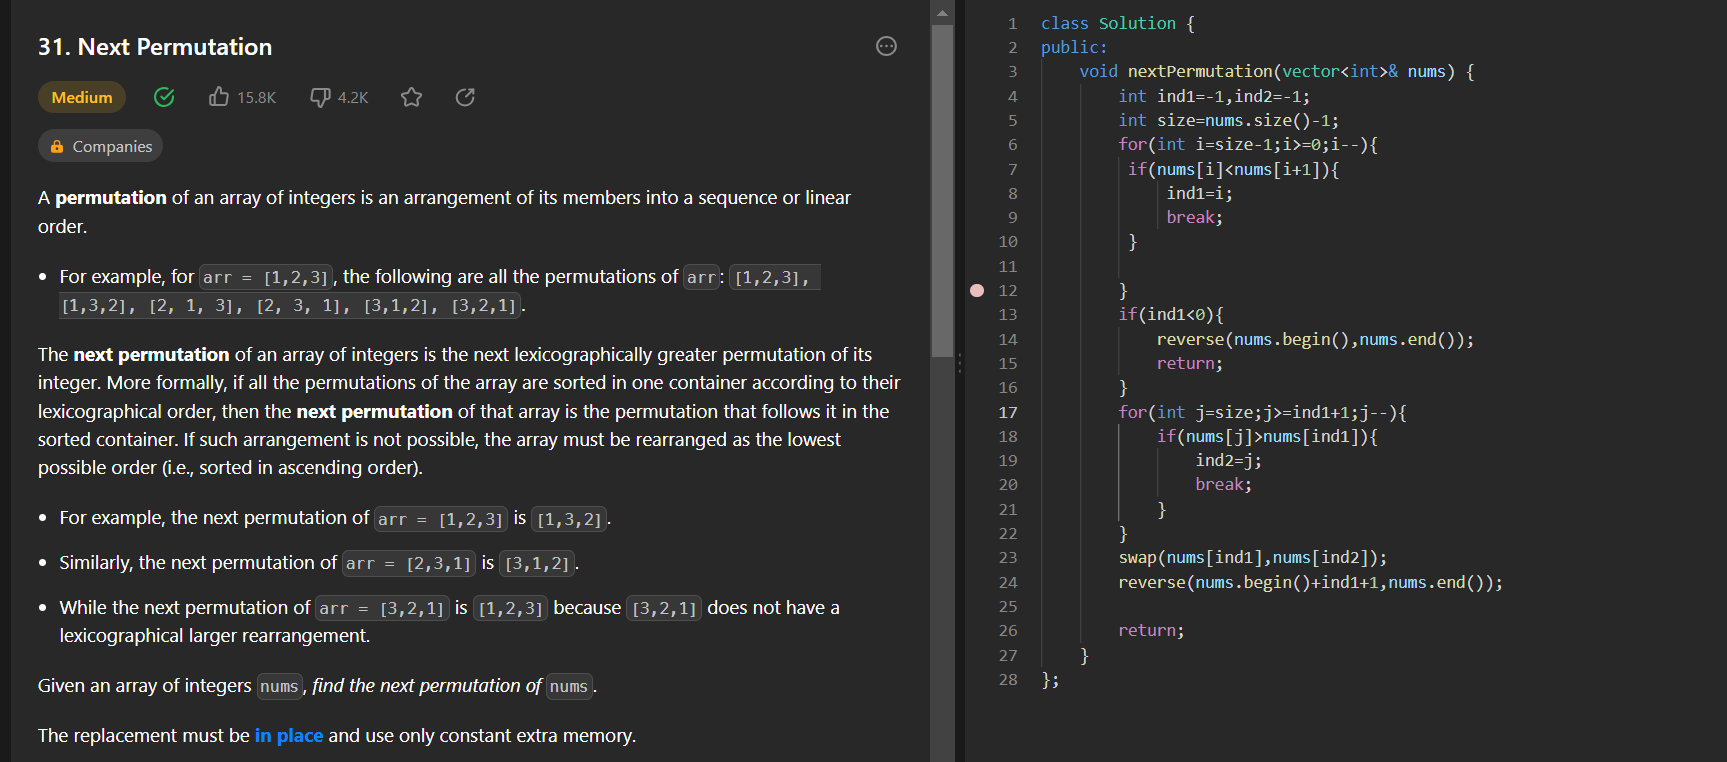 31. Next Permutation
Medium 15.8K 4.2K
Companies
A permutation of an array of integers is an arrangement of its members into a sequence or linear
order.
• For example, for arr = [1,2,3], the following are all the permutations of arr: [1,2,3],
[1,3,2], [2, 1, 3], [2, 3, 1], [3,1,2], [3,2,1].
The next permutation of an array of integers is the next lexicographically greater permutation of its
integer. More formally, if all the permutations of the array are sorted in one container according to their
lexicographical order, then the next permutation of that array is the permutation that follows it in the
sorted container. If such arrangement is not possible, the array must be rearranged as the lowest
possible order (i.e., sorted in ascending order).
• For example, the next permutation of arr = [1,2,3] is [1,3,2].
• Similarly, the next permutation of arr = [2,3,1] is [3,1,2].
• While the next permutation of arr = [3,2,1] is [1,2,3] because [3,2,1] does not have a
lexicographical larger rearrangement.
Given an array of integers nums, find the next permutation of nums.
The replacement must be in place and use only constant extra memory.
1 class Solution {
2 public:
3     void nextPermutation(vector<int>& nums) {
4         int ind1=-1,ind2=-1;
5         int size=nums.size()-1;
6         for(int i=size-1;i>=0;i--){
7          if(nums[i]<nums[i+1]){
8              ind1=i;
9              break;
10          }
11
12         }
13         if(ind1<0){
14             reverse(nums.begin(),nums.end());
15             return;
16         }
17         for(int j=size;j>=ind1+1;j--){
18             if(nums[j]>nums[ind1]){
19                 ind2=j;
20                 break;
21             }
22         }
23         swap(nums[ind1],nums[ind2]);
24         reverse(nums.begin()+ind1+1,nums.end());
25
26         return;
27     }
28 };